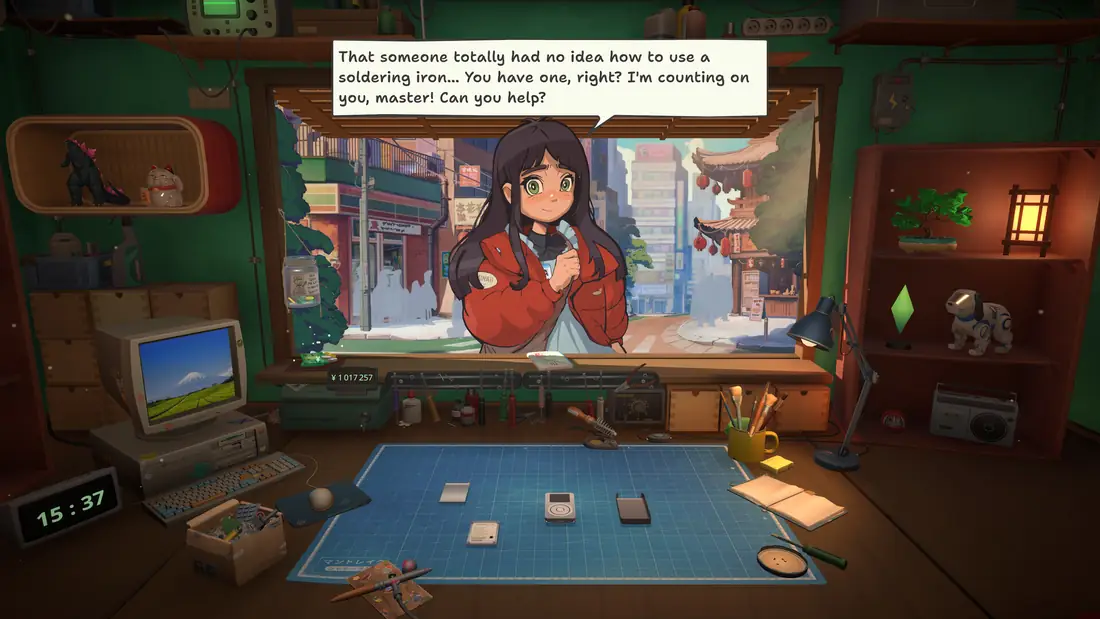 That someone totally had no idea how to use a
soldering iron... You have one, right? I'm counting on
you, master! Can you help?
¥ 1 017 257
15:37